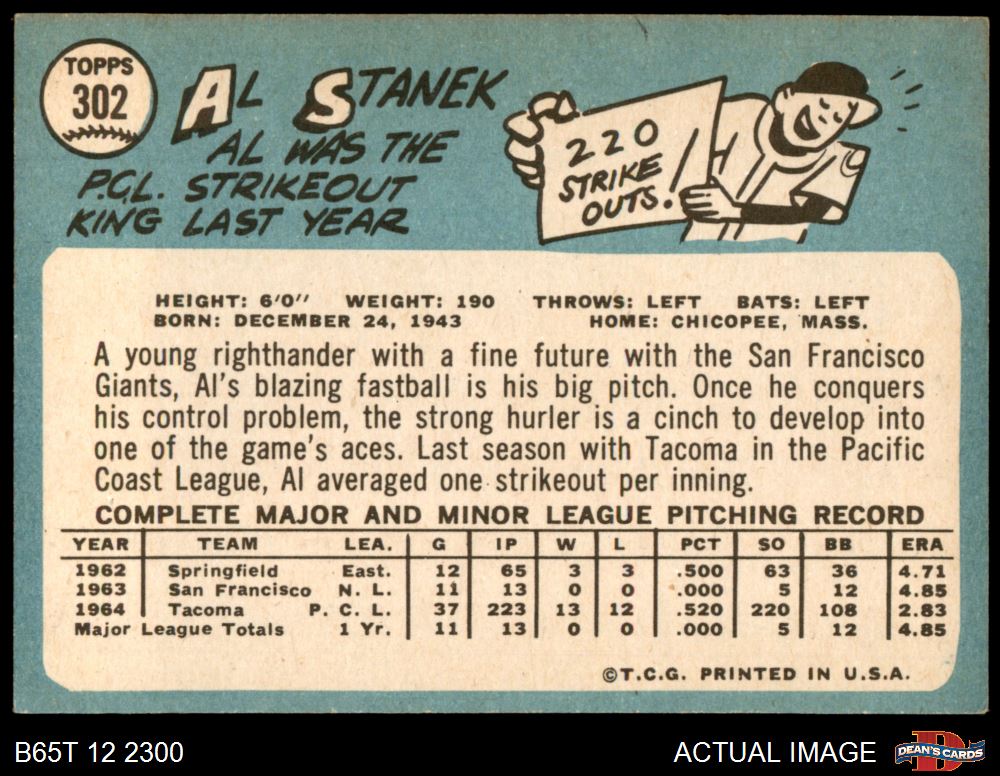 TOPPS
302
AL STANEK
AL WAS THE
P.C.L. STRIKEOUT
KING LAST YEAR
220
STRIKE
OUTS!
HEIGHT: 6'0" WEIGHT: 190 THROWS: LEFT BATS: LEFT
BORN: DECEMBER 24, 1943 HOME: CHICOPEE, MASS.
A young righthander with a fine future with the San Francisco
Giants, Al's blazing fastball is his big pitch. Once he conquers
his control problem, the strong hurler is a cinch to develop into
one of the game's aces. Last season with Tacoma in the Pacific
Coast League, Al averaged one strikeout per inning.
COMPLETE MAJOR AND MINOR LEAGUE PITCHING RECORD
YEAR TEAM LEA. G IP W L PCT SO BB ERA
1962 Springfield East. 12 65 3 3 .500 63 36 4.71
1963 San Francisco N. L. 11 13 0 0 .000 5 12 4.85
1964 Tacoma P. C. L. 37 223 13 12 .520 220 108 2.83
Major League Totals 1 Yr. 11 13 0 0 .000 5 12 4.85
©T.C.G. PRINTED IN U.S.A.
B65T 12 2300 ACTUAL IMAGE
D
DEAN'S CARDS